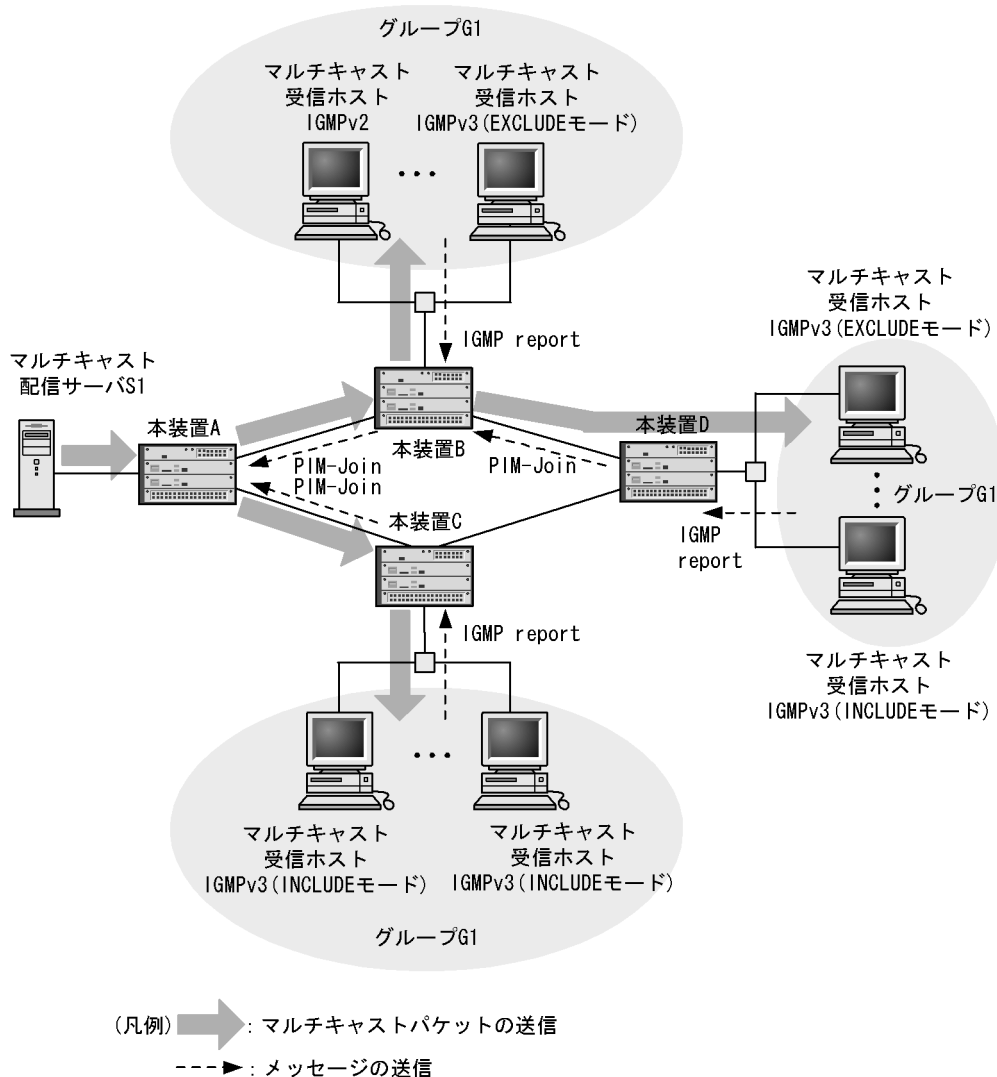 グループG1
マルチキャスト
受信ホスト
IGMPv2
マルチキャスト
受信ホスト
IGMPv3(EXCLUDEモード)
IGMP report
マルチキャスト
受信ホスト
IGMPv3(EXCLUDEモード)
マルチキャスト
配信サーバS1
本装置A
本装置B
本装置D
PIM-Join
PIM-Join
PIM-Join
本装置C
グループG1
IGMP
report
IGMP report
マルチキャスト
受信ホスト
IGMPv3(INCLUDEモード)
マルチキャスト
受信ホスト
IGMPv3(INCLUDEモード)
マルチキャスト
受信ホスト
IGMPv3(INCLUDEモード)
グループG1
(凡例)
: マルチキャストパケットの送信
: メッセージの送信